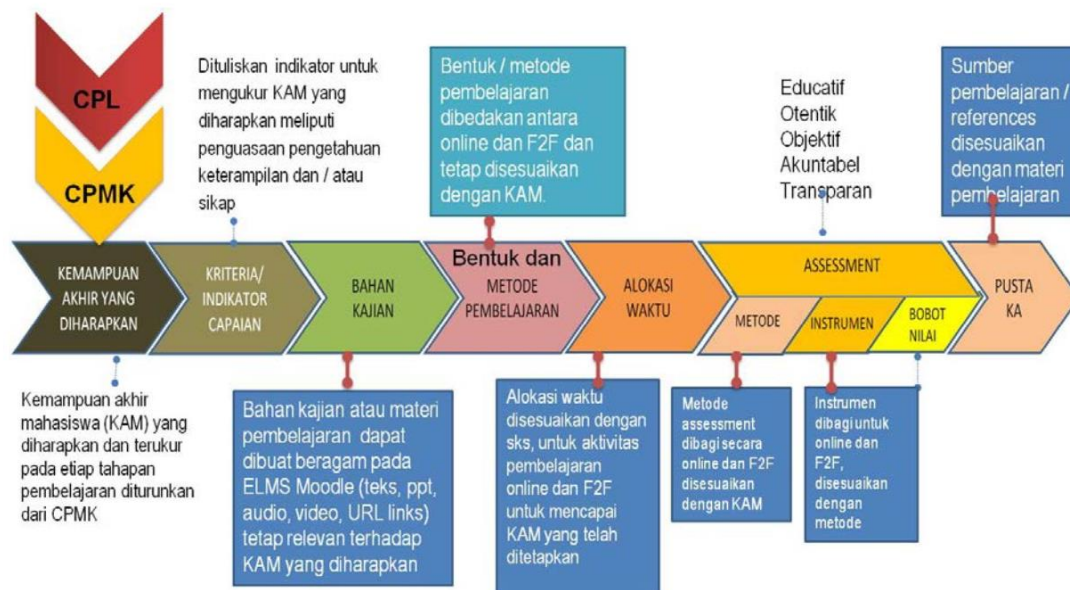 CPL
CPMK
Dituliskan indikator untuk
mengukur KAM yang
diharapkan meliputi
penguasaan pengetahuan
keterampilan dan / atau
sikap
Bentuk / metode
pembelajaran
dibedakan antara
online dan F2F dan
tetap disesuaikan
dengan KAM.
Educatif
Otentik
Objektif
Akuntabel
Transparan
Sumber
pembelajaran /
references
disesuaikan
dengan materi
pembelajaran
KEMAMPUAN
AKHIR YANG
DIHARAPKAN
KRITERIA/
INDIKATOR
CAPAIAN
BAHAN
KAJIAN
Bentuk dan
METODE
PEMBELAJARAN
ALOKASI
WAKTU
ASSESSMENT
METODE
INSTRUMEN
BOBOT
NILAI
PUSTA
KA
Kemampuan akhir
mahasiswa (KAM) yang
diharapkan dan terukur
pada etiap tahapan
pembelajaran diturunkan
dari CPMK
Bahan kajian atau materi
pembelajaran dapat
dibuat beragam pada
ELMS Moodle (teks, ppt,
audio, video, URL links)
tetap relevan terhadap
KAM yang diharapkan
Alokasi waktu
disesuaikan dengan
sks, untuk aktivitas
pembelajaran
online dan F2F
untuk mencapai
KAM yang telah
ditetapkan
Metode
assessment
dibagi secara
online dan F2F
disesuaikan
dengan KAM
Instrumen
dibagi untuk
online dan
F2F,
disesuaikan
dengan
metode